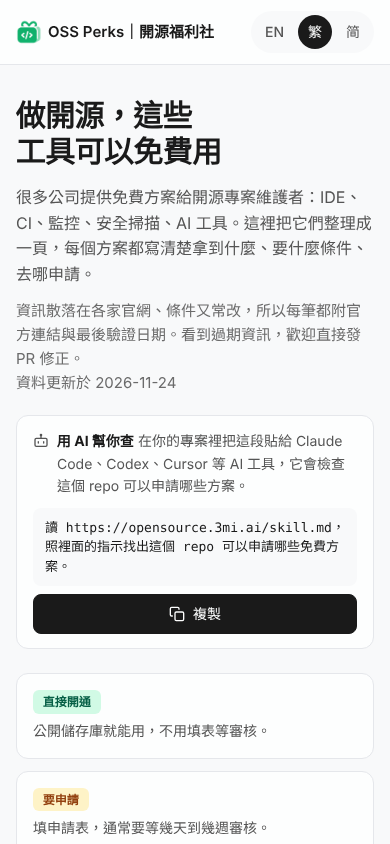 OSS Perks｜開源福利社
EN 繁 简
做開源，這些
工具可以免費用
很多公司提供免費方案給開源專案維護者：IDE、
CI、監控、安全掃描、AI 工具。這裡把它們整理成
一頁，每個方案都寫清楚拿到什麼、要什麼條件、
去哪申請。
資訊散落在各家官網、條件又常改，所以每筆都附官
方連結與最後驗證日期。看到過期資訊，歡迎直接發
PR 修正。
資料更新於 2026-11-24
用 AI 幫你查 在你的專案裡把這段貼給 Claude
Code、Codex、Cursor 等 AI 工具，它會檢查
這個 repo 可以申請哪些方案。
讀 https://opensource.3mi.ai/skill.md，
照裡面的指示找出這個 repo 可以申請哪些免費方
案。
複製
直接開通
公開儲存庫就能用，不用填表等審核。
要申請
填申請表，通常要等幾天到幾週審核。